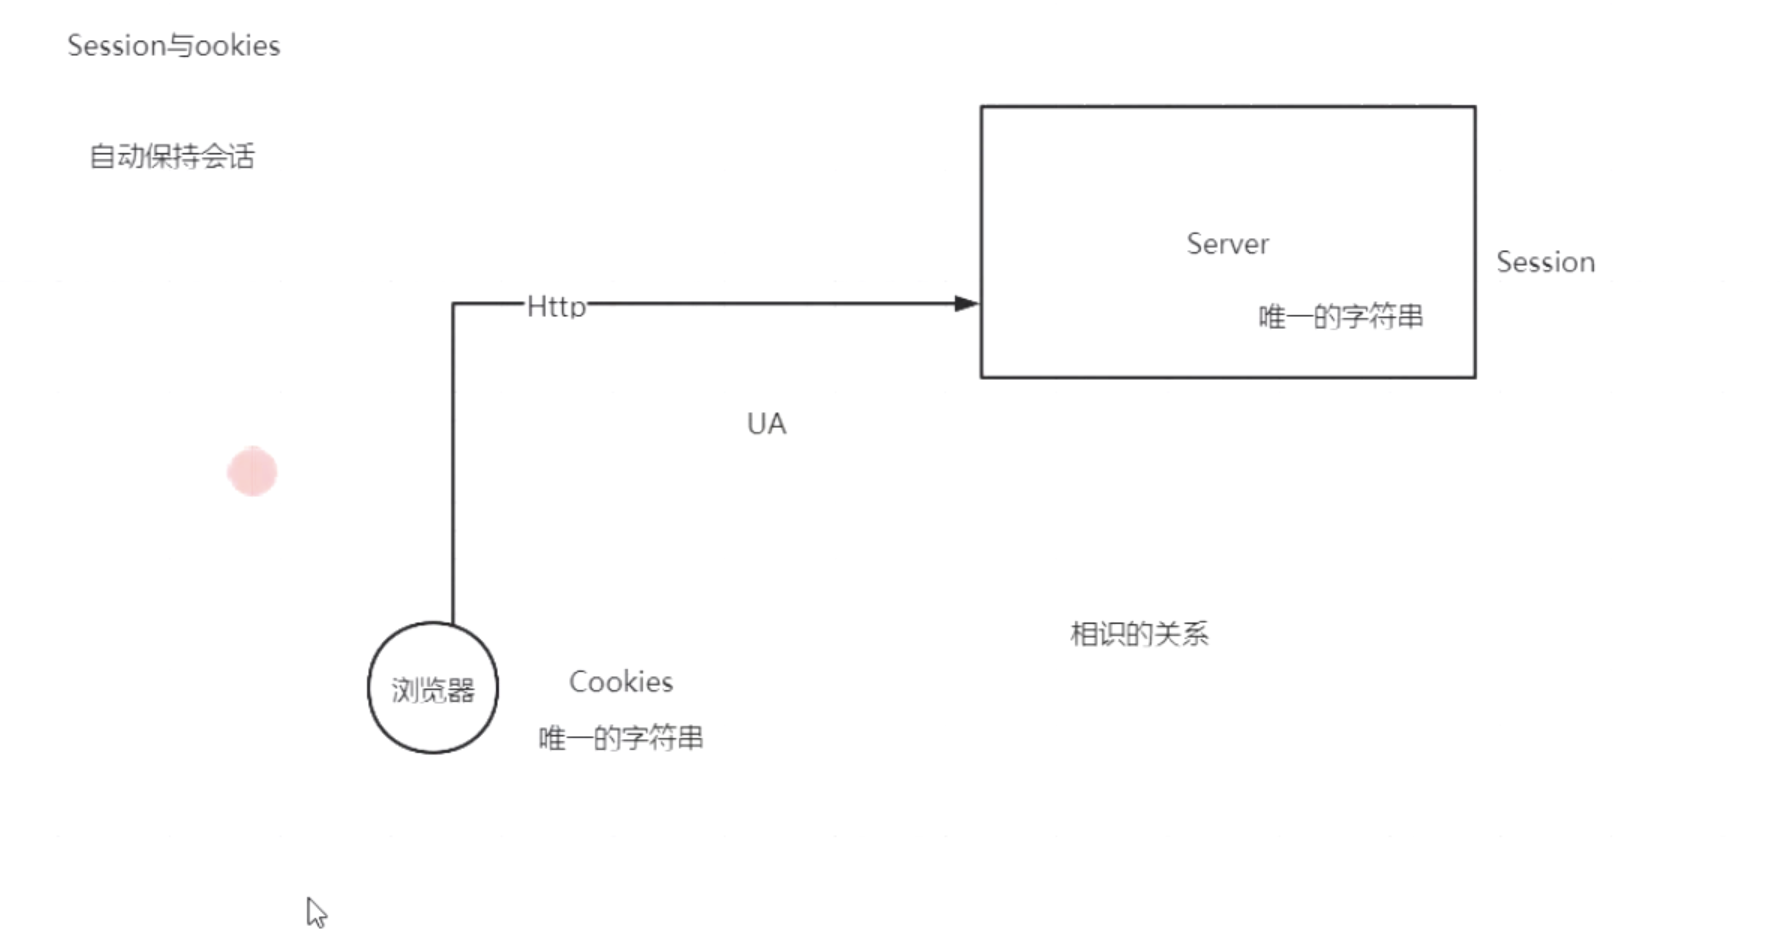 Session与ookies
自动保持会话
Server
Session
Http
唯一的字符串
UA
相识的关系
浏览器
Cookies
唯一的字符串